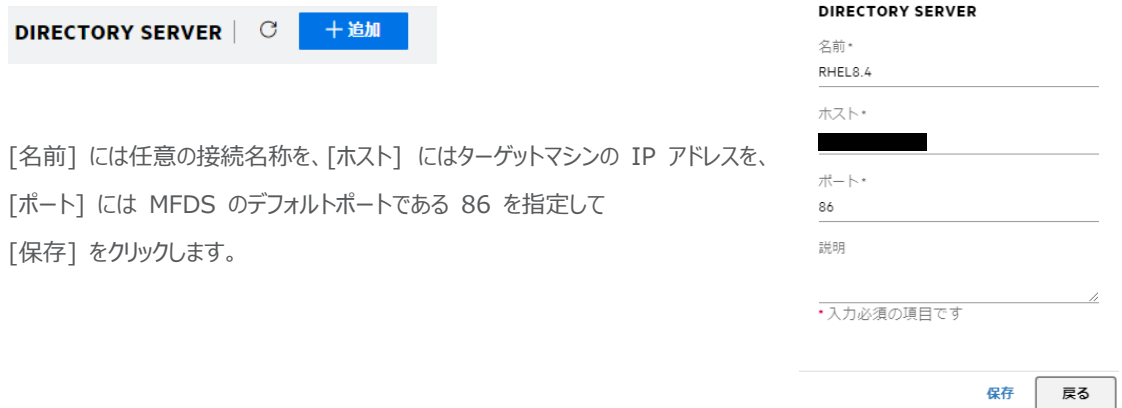 DIRECTORY SERVER
＋追加
[名前] には任意の接続名称を、[ホスト] にはターゲットマシンの IP アドレスを、
[ポート] には MFDS のデフォルトポートである 86 を指定して
[保存] をクリックします。
DIRECTORY SERVER
名前*
RHEL8.4
ホスト*
ポート*
86
説明
*入力必須の項目です
保存 戻る